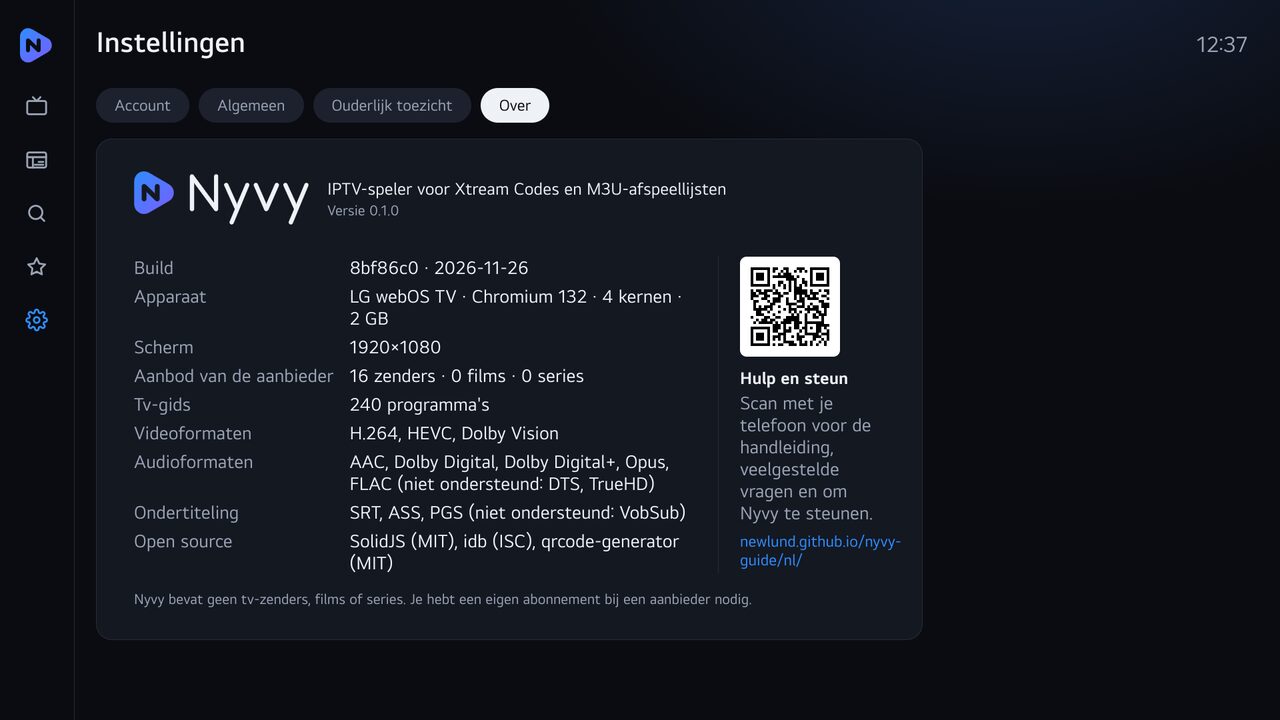 Instellingen
12:37
Account
Algemeen
Ouderlijk toezicht
Over
N
Nyvy
IPTV-speler voor Xtream Codes en M3U-afspeellijsten
Versie 0.1.0
Build
8bf86c0 · 2026-11-26
Apparaat
LG webOS TV · Chromium 132 · 4 kernen ·
2 GB
Scherm
1920×1080
Aanbod van de aanbieder
16 zenders · 0 films · 0 series
Tv-gids
240 programma's
Videoformaten
H.264, HEVC, Dolby Vision
Audioformaten
AAC, Dolby Digital, Dolby Digital+, Opus,
FLAC (niet ondersteund: DTS, TrueHD)
Ondertiteling
SRT, ASS, PGS (niet ondersteund: VobSub)
Open source
SolidJS (MIT), idb (ISC), qrcode-generator
(MIT)
Hulp en steun
Scan met je
telefoon voor de
handleiding,
veelgestelde
vragen en om
Nyvy te steunen.
newlund.github.io/nyvy-
guide/nl/
Nyvy bevat geen tv-zenders, films of series. Je hebt een eigen abonnement bij een aanbieder nodig.